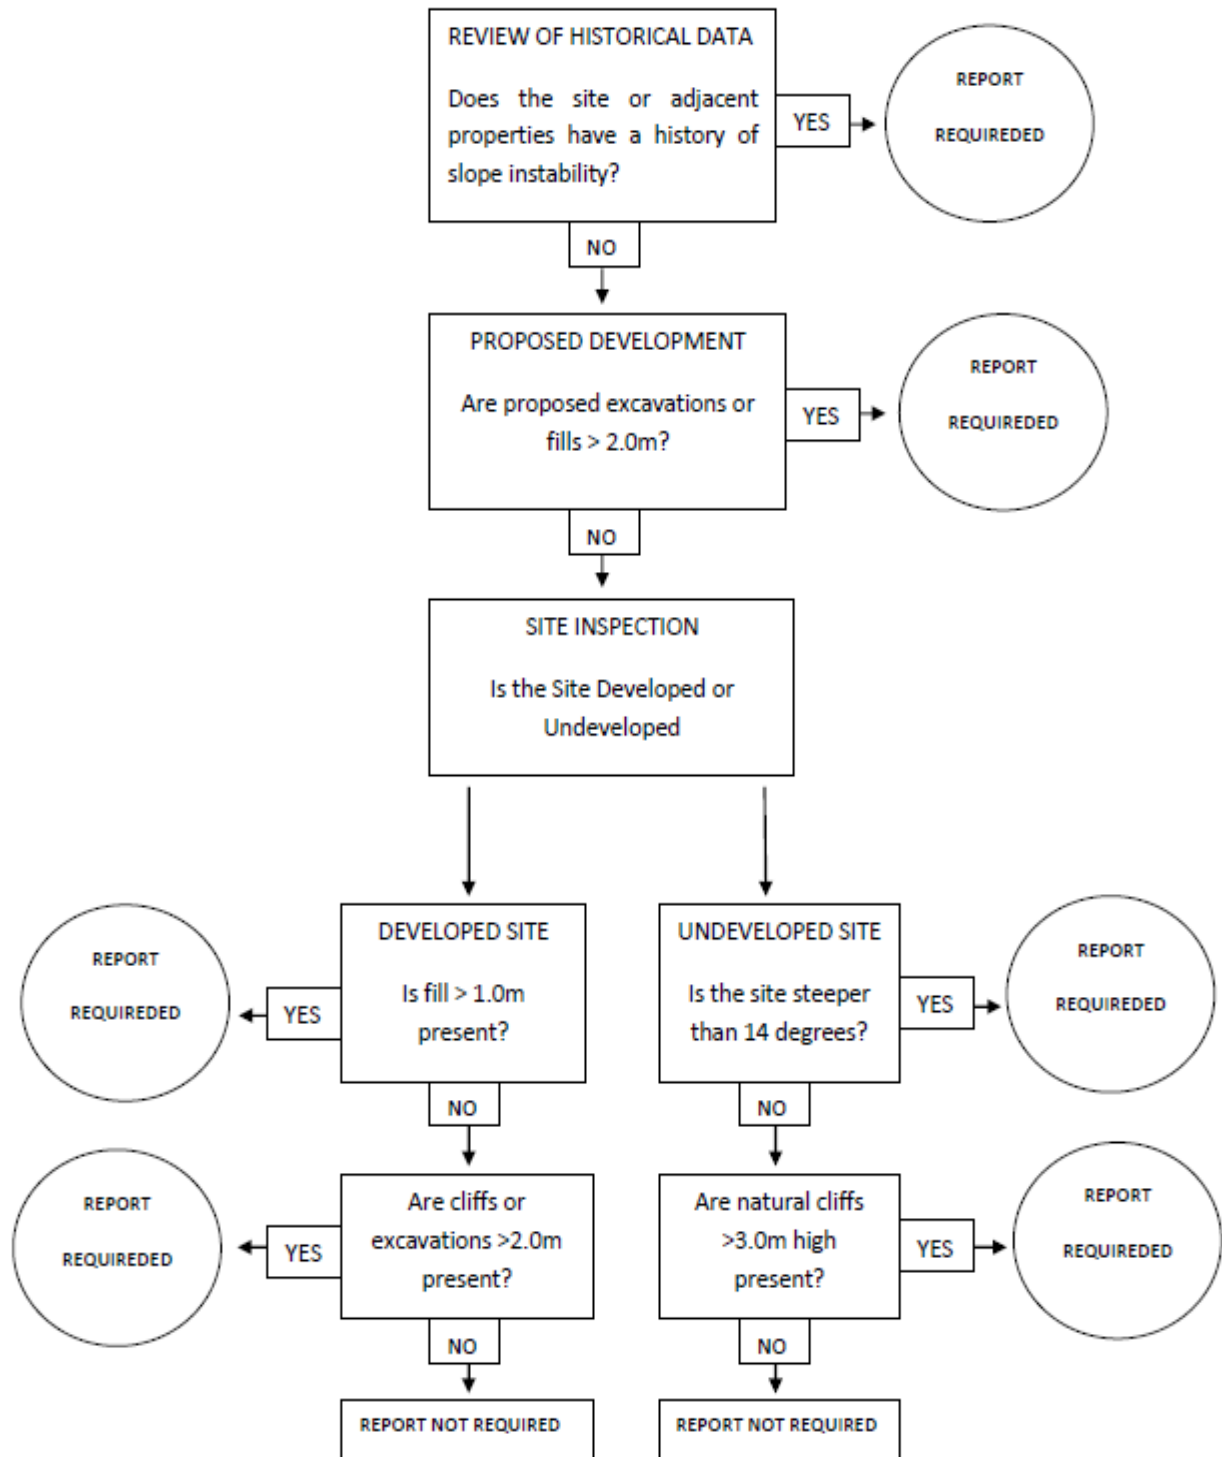 REVIEW OF HISTORICAL DATA
Does the site or adjacent
properties have a history of
slope instability?
YES
REPORT
REQUIREDED
NO
PROPOSED DEVELOPMENT
Are proposed excavations or
fills > 2.0m?
YES
REPORT
REQUIREDED
NO
SITE INSPECTION
Is the Site Developed or
Undeveloped
DEVELOPED SITE
Is fill > 1.0m
present?
YES
REPORT
REQUIREDED
NO
Are cliffs or
excavations >2.0m
present?
YES
REPORT
REQUIREDED
NO
REPORT NOT REQUIRED
UNDEVELOPED SITE
Is the site steeper
than 14 degrees?
YES
REPORT
REQUIREDED
NO
Are natural cliffs
>3.0m high
present?
YES
REPORT
REQUIREDED
NO
REPORT NOT REQUIRED